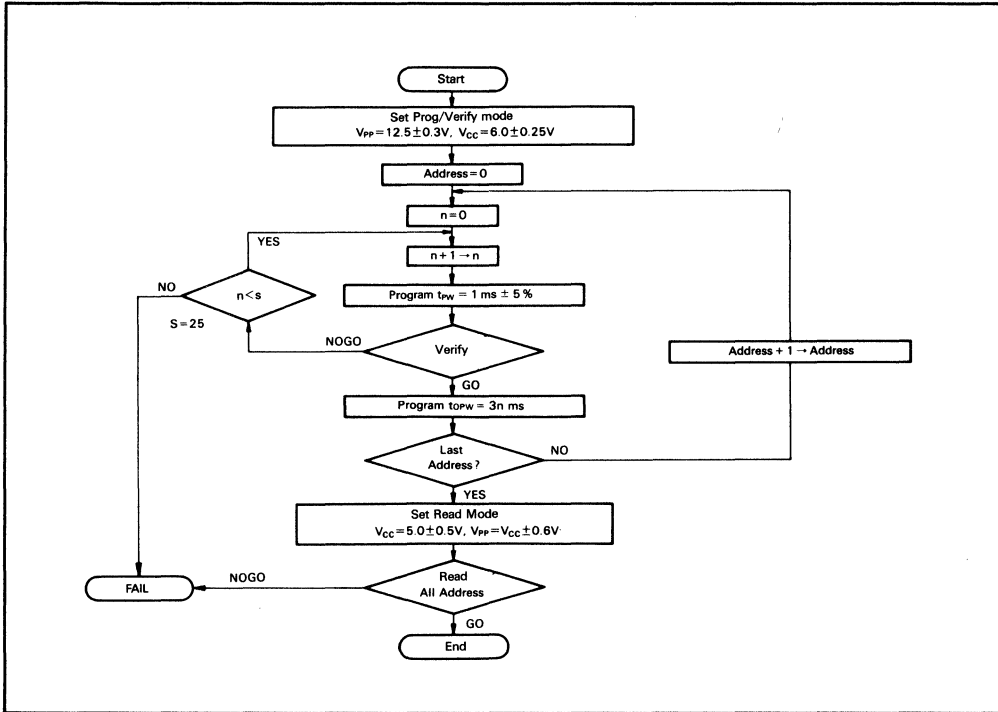 Start
Set Prog/Verify mode
VPP=12.5±0.3V, VCC=6.0±0.25V
Address=0
n=0
YES
n+1→n
NO
n<s
S=25
Program tPW = 1 ms ± 5 %
NOGO
Verify
GO
Address + 1 → Address
Program tOPW = 3n ms
Last
Address?
NO
YES
Set Read Mode
VCC=5.0±0.5V, VPP=VCC±0.6V
Read
All Address
NOGO
FAIL
GO
End